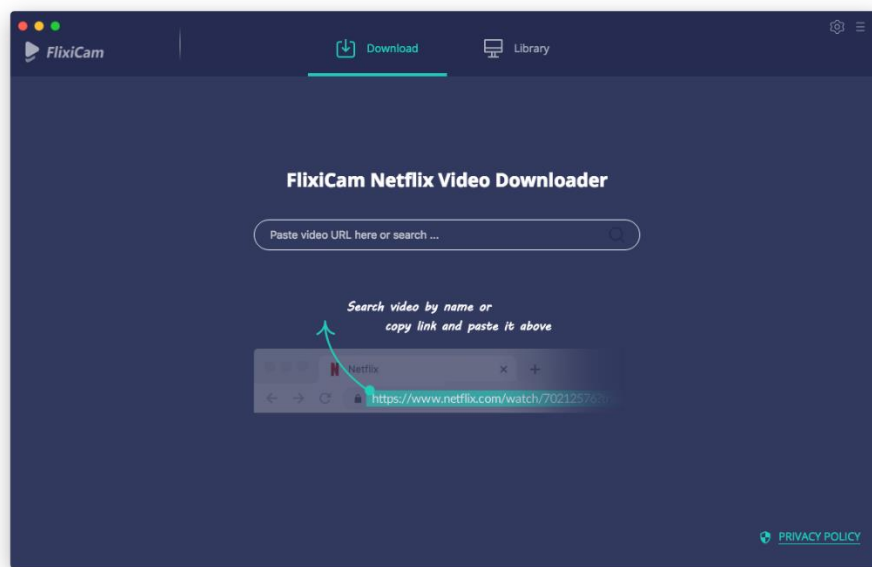 FlixiCam
Download
Library
FlixiCam Netflix Video Downloader
Paste video URL here or search ...
Search video by name or
copy link and paste it above
N Netflix
https://www.netflix.com/watch/70212576
PRIVACY POLICY